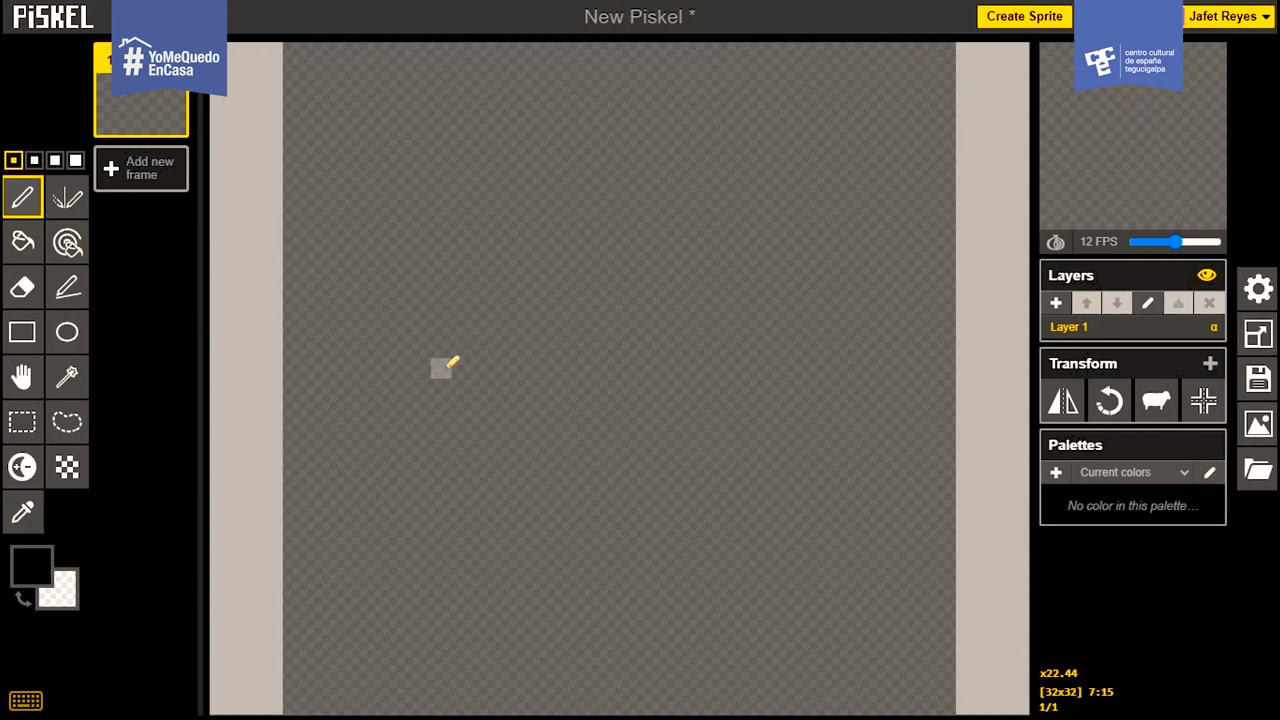 PiSKEL
New Piskel *
Create Sprite
Jafet Reyes
#YoMeQuedo
EnCasa
cce
centro cultural
de españa
tegucigalpa
1
Add new
frame
12 FPS
Layers
Layer 1
α
Transform
Palettes
Current colors
No color in this palette…
x22.44
[32x32] 7:15
1/1